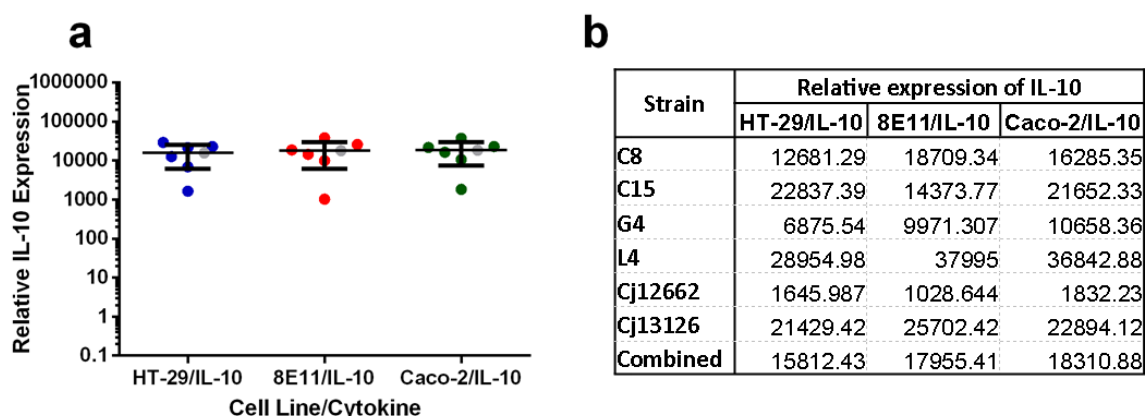 a
Relative IL-10 Expression
1000000
100000
10000
1000
100
10
1
0.1
HT-29/IL-10 8E11/IL-10 Caco-2/IL-10
Cell Line/Cytokine
b
Strain Relative expression of IL-10
HT-29/IL-10 8E11/IL-10 Caco-2/IL-10
C8 12681.29 18709.34 16285.35
C15 22837.39 14373.77 21652.33
G4 6875.54 9971.307 10658.36
L4 28954.98 37995 36842.88
Cj12662 1645.987 1028.644 1832.23
Cj13126 21429.42 25702.42 22894.12
Combined 15812.43 17955.41 18310.88